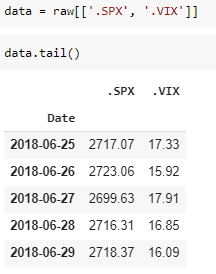 data = raw[['.SPX', '.VIX']]
data.tail()
.SPX .VIX
Date
2018-06-25 2717.07 17.33
2018-06-26 2723.06 15.92
2018-06-27 2699.63 17.91
2018-06-28 2716.31 16.85
2018-06-29 2718.37 16.09